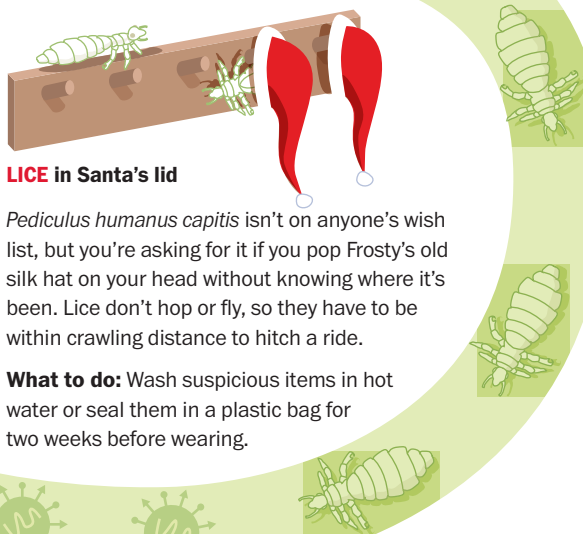 LICE in Santa’s lid
Pediculus humanus capitis isn’t on anyone’s wish
list, but you’re asking for it if you pop Frosty’s old
silk hat on your head without knowing where it’s
been. Lice don’t hop or fly, so they have to be
within crawling distance to hitch a ride.
What to do: Wash suspicious items in hot
water or seal them in a plastic bag for
two weeks before wearing.